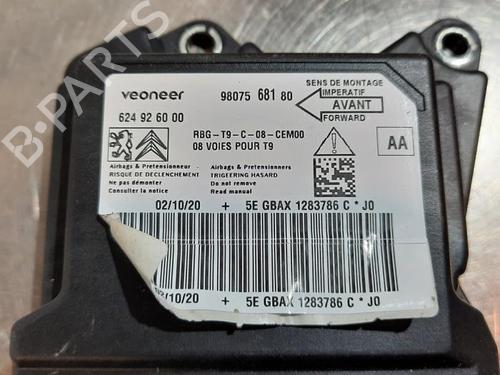 veoneer
98075 681 80
SENS DE MONTAGE
IMPERATIF
AVANT
FORWARD
624 92 60 00
RBG-T9-C-08-CEM00
08 VOIES POUR T9
AA
Airbags & Pretensionneur
RISQUE DE DECLENCHEMENT
Ne pas démonter
Consulter la notice
Airbags & Pretensioners
TRIGGERING HASARD
Do not remove
Read manual
02/10/20 + 5E GBAX 1283786 C * J0
02/10/20 + 5E GBAX 1283786 C * J0
B-PARTS